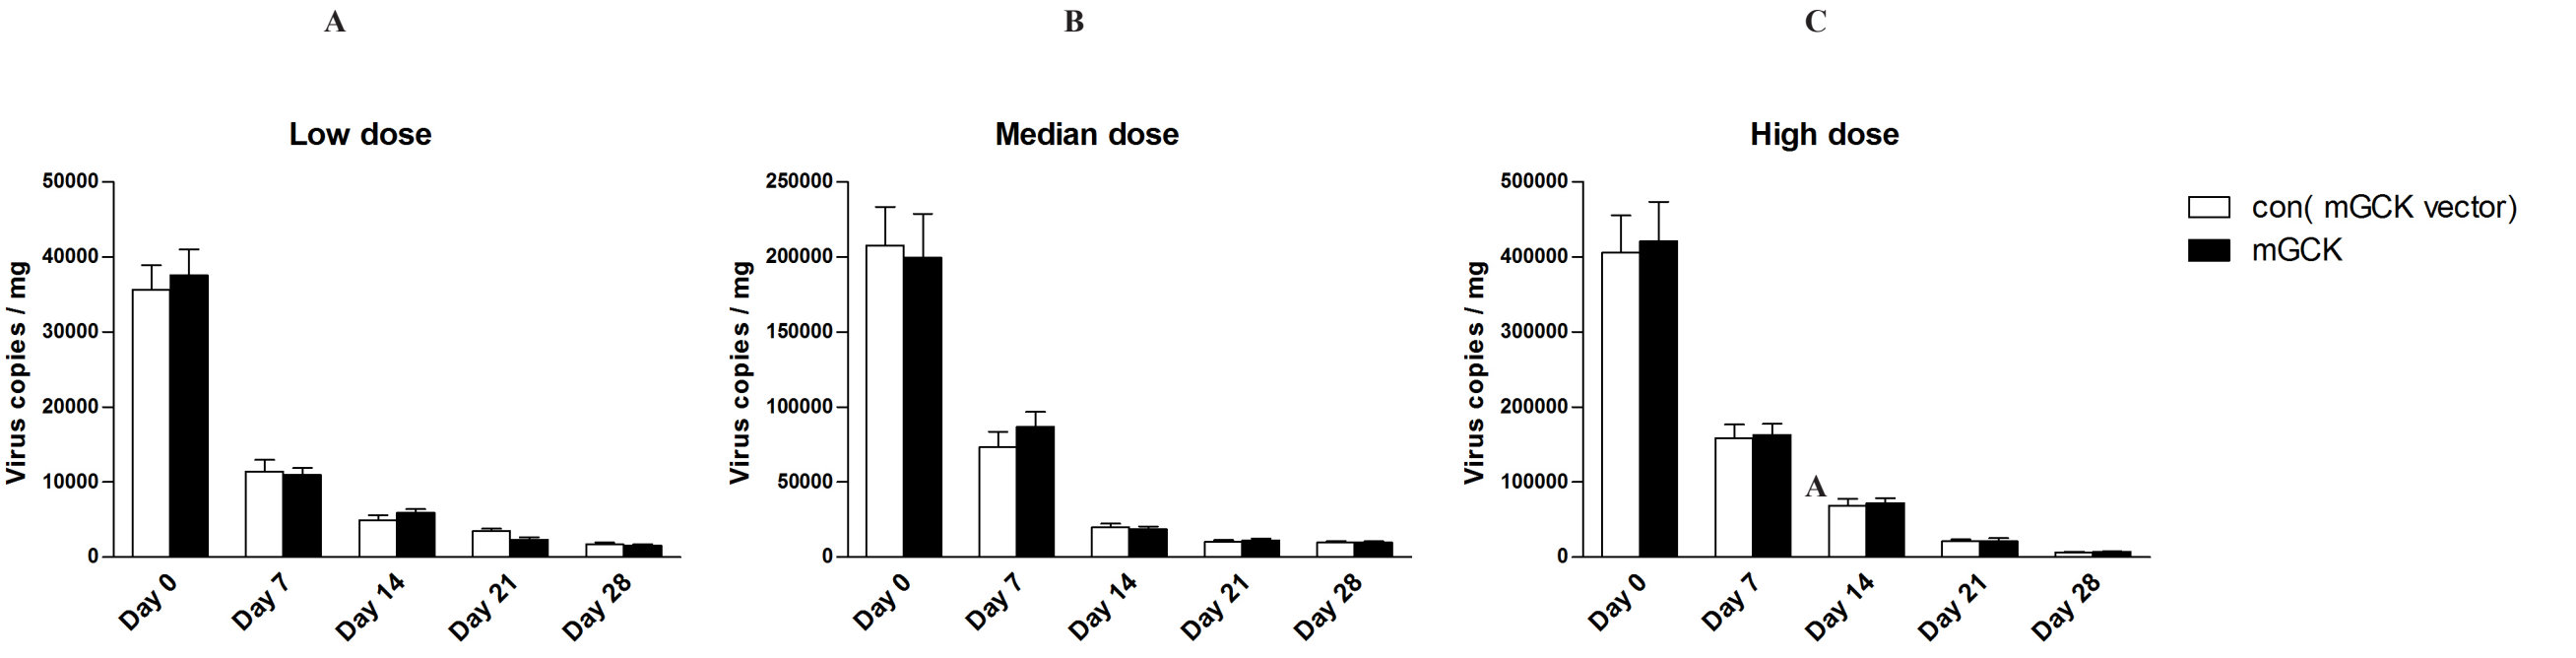 A
B
C
Low dose
Median dose
High dose
Virus copies / mg
50000
40000
30000
20000
10000
0
Day 0
Day 7
Day 14
Day 21
Day 28
Virus copies / mg
250000
200000
150000
100000
50000
0
Day 0
Day 7
Day 14
Day 21
Day 28
Virus copies / mg
500000
400000
300000
200000
100000
0
A
Day 0
Day 7
Day 14
Day 21
Day 28
con( mGCK vector)
mGCK